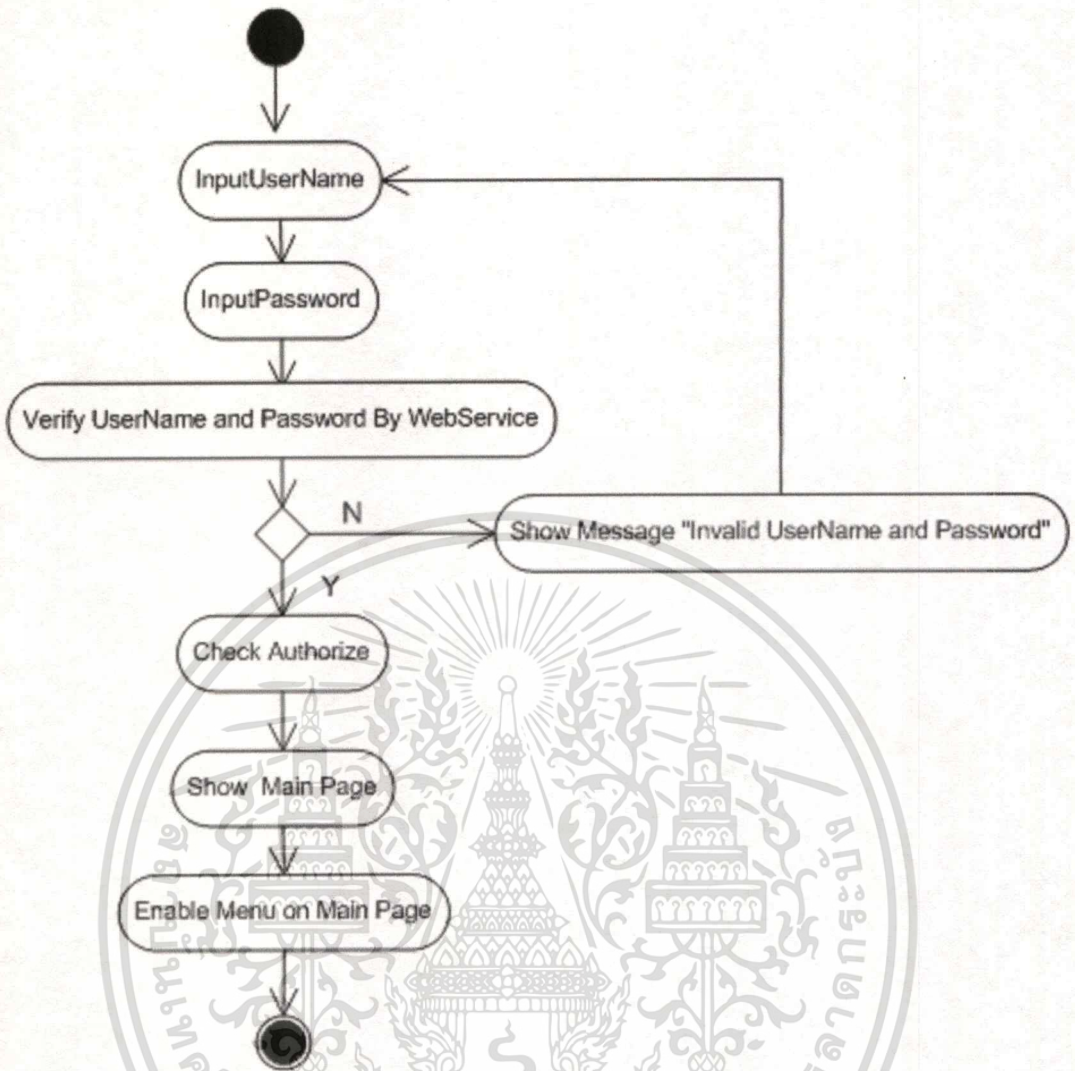 InputUserName
InputPassword
Verify UserName and Password By WebService
N
Show Message "Invalid UserName and Password"
Y
Check Authorize
Show Main Page
Enable Menu on Main Page